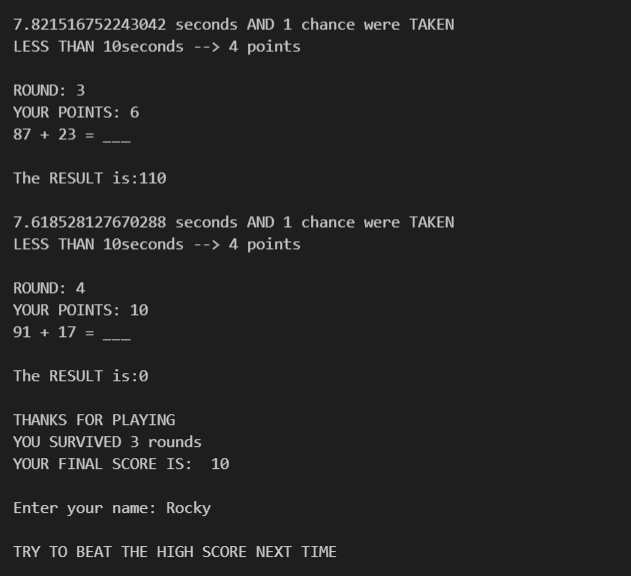 7.821516752243042 seconds AND 1 chance were TAKEN
LESS THAN 10seconds --> 4 points
ROUND: 3
YOUR POINTS: 6
87 + 23 = ___
The RESULT is:110
7.618528127670288 seconds AND 1 chance were TAKEN
LESS THAN 10seconds --> 4 points
ROUND: 4
YOUR POINTS: 10
91 + 17 = ___
The RESULT is:0
THANKS FOR PLAYING
YOU SURVIVED 3 rounds
YOUR FINAL SCORE IS:  10
Enter your name: Rocky
TRY TO BEAT THE HIGH SCORE NEXT TIME